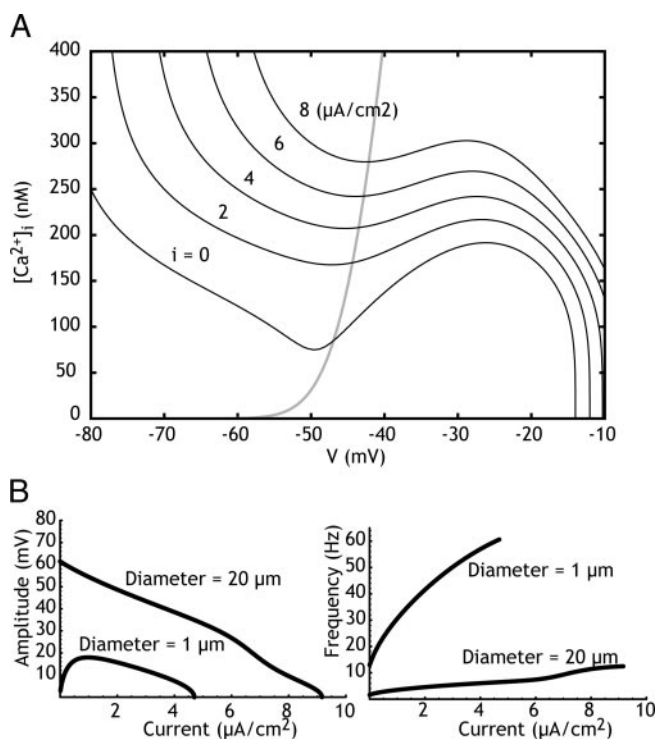 A
400
350
300
250
200
150
100
50
0
[Ca²⁺]ᵢ (nM)
8 (µA/cm2)
6
4
2
i = 0
-80 -70 -60 -50 -40 -30 -20 -10
V (mV)
B
80
70
60
50
40
30
20
10
Amplitude (mV)
Diameter = 20 µm
Diameter = 1 µm
2 4 6 8 10
Current (µA/cm²)
60
50
40
30
20
10
Frequency (Hz)
Diameter = 1 µm
Diameter = 20 µm
2 4 6 8 10
Current (µA/cm²)